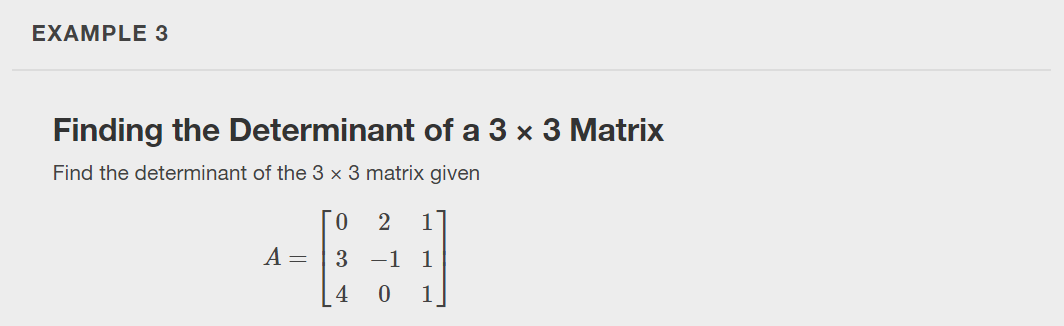 EXAMPLE 3
Finding the Determinant of a 3 × 3 Matrix
Find the determinant of the 3 × 3 matrix given
0 2 1
A = 3 −1 1
4 0 1